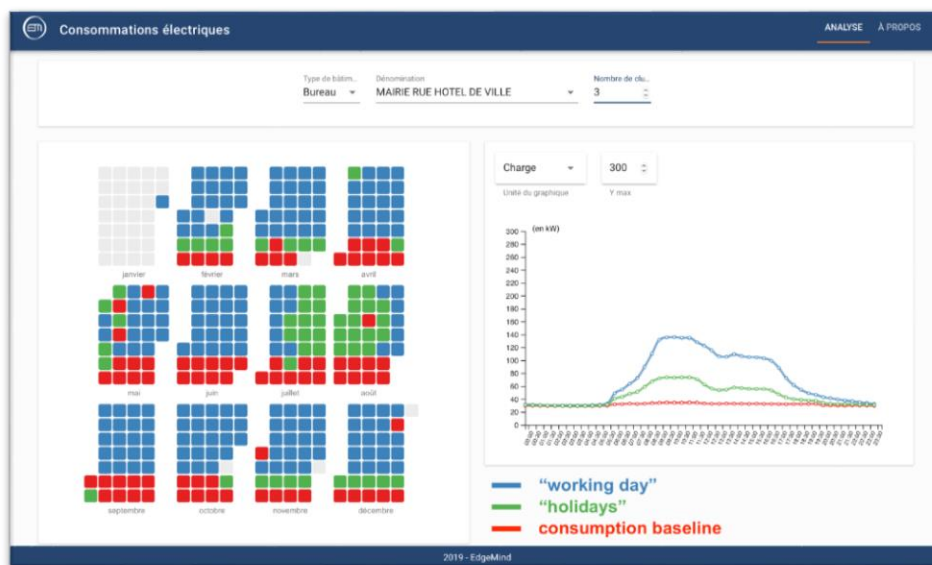 EM Consommations électriques ANALYSE À PROPOS
Type de bâtim.. Dénomination Nombre de clu..
Bureau MAIRIE RUE HOTEL DE VILLE 3
Charge 300
Unité du graphique Y max
(en kW)
300
280
260
240
220
200
180
160
140
120
100
80
60
40
20
0
janvier février mars avril
mai juin juillet août
septembre octobre novembre décembre
“working day”
“holidays”
consumption baseline
2019 - EdgeMind